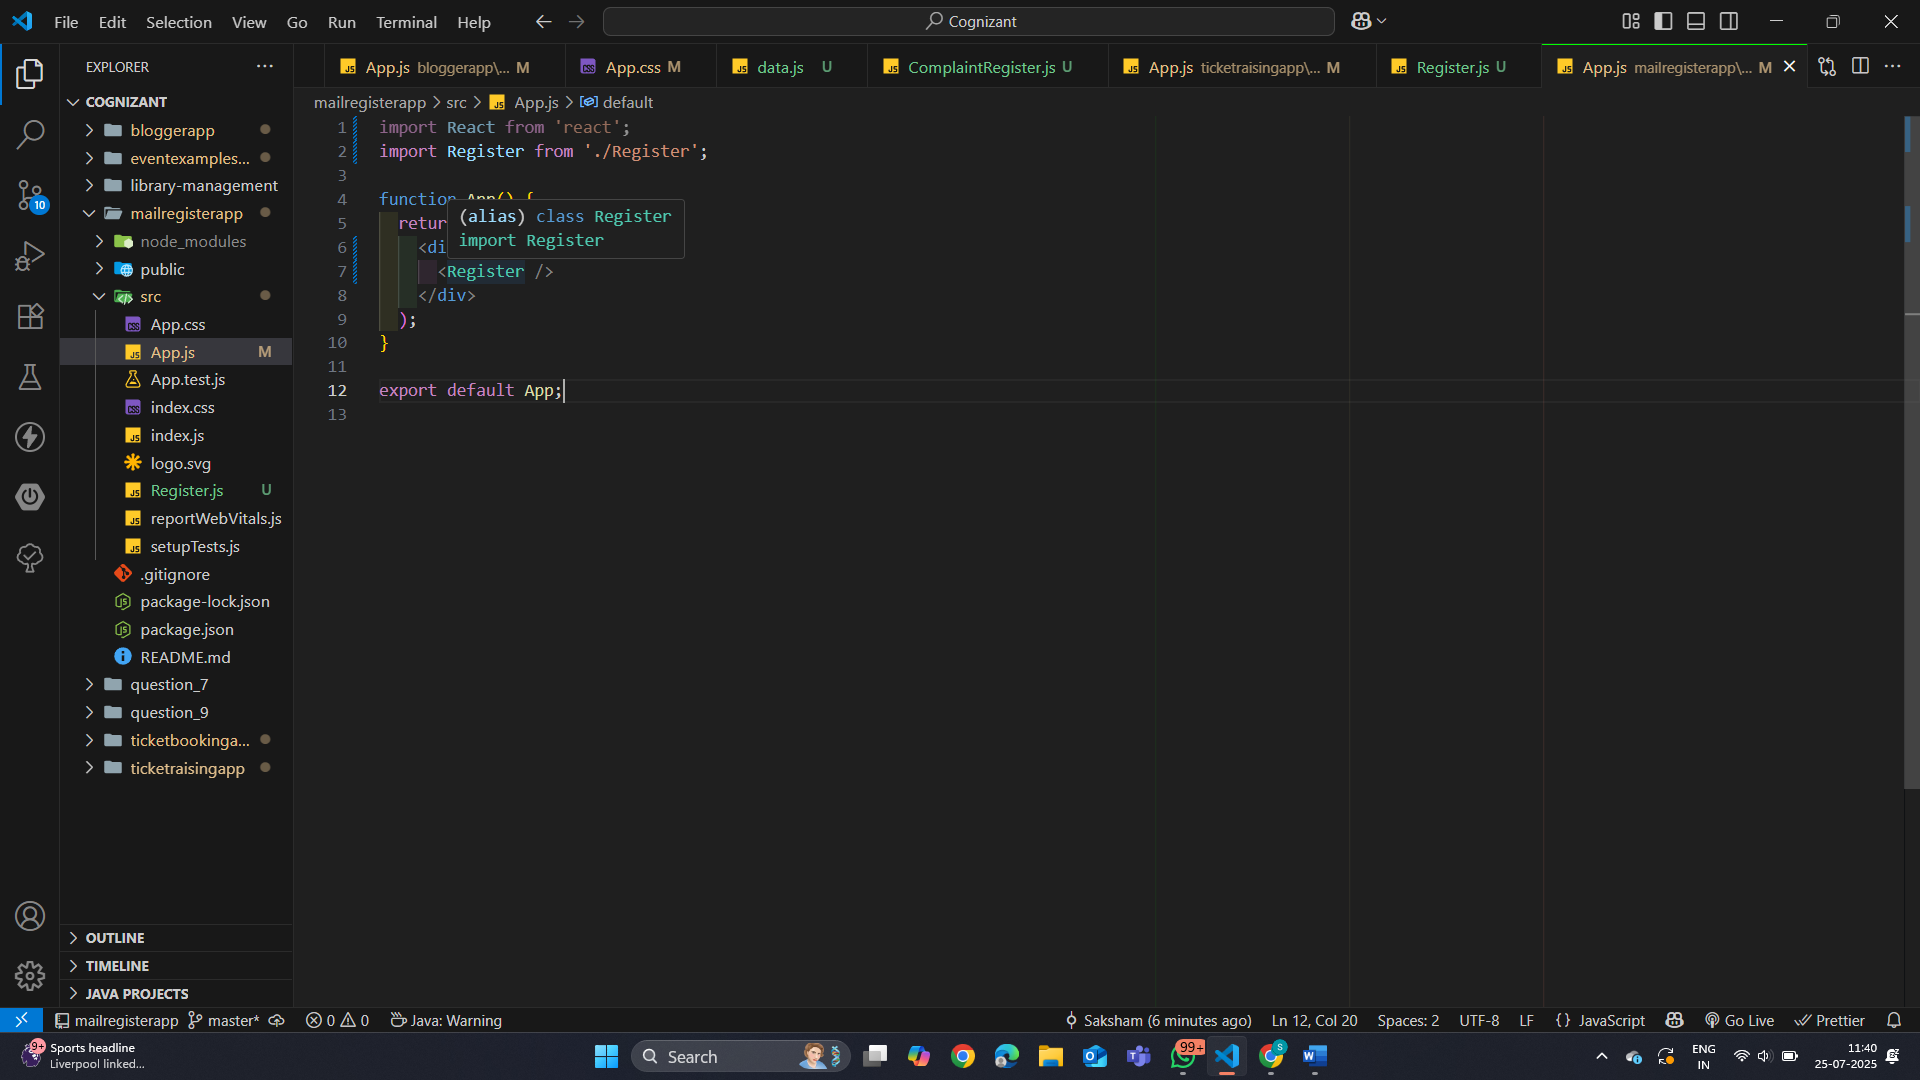 File Edit Selection View Go Run Terminal Help
Cognizant
EXPLORER
App.js bloggerapp\... M
App.css M
data.js U
ComplaintRegister.js U
App.js ticketraisingapp\... M
Register.js U
App.js mailregisterapp\... M
COGNIZANT
bloggerapp
eventexamples...
library-management
mailregisterapp
node_modules
public
src
App.css
App.js M
App.test.js
index.css
index.js
logo.svg
Register.js U
reportWebVitals.js
setupTests.js
.gitignore
package-lock.json
package.json
README.md
question_7
question_9
ticketbookinga...
ticketraisingapp
OUTLINE
TIMELINE
JAVA PROJECTS
10
mailregisterapp > src > App.js > default
1 import React from 'react';
2 import Register from './Register';
3
4 function App() {
5 retur
(alias) class Register
import Register
6 <di
7 <Register />
8 </div>
9 );
10 }
11
12 export default App;
13
mailregisterapp master* 0 0 Java: Warning
Saksham (6 minutes ago) Ln 12, Col 20 Spaces: 2 UTF-8 LF {} JavaScript Go Live Prettier
9+
Sports headline
Liverpool linked...
Search
99+
S
ENG
IN
11:40
25-07-2025